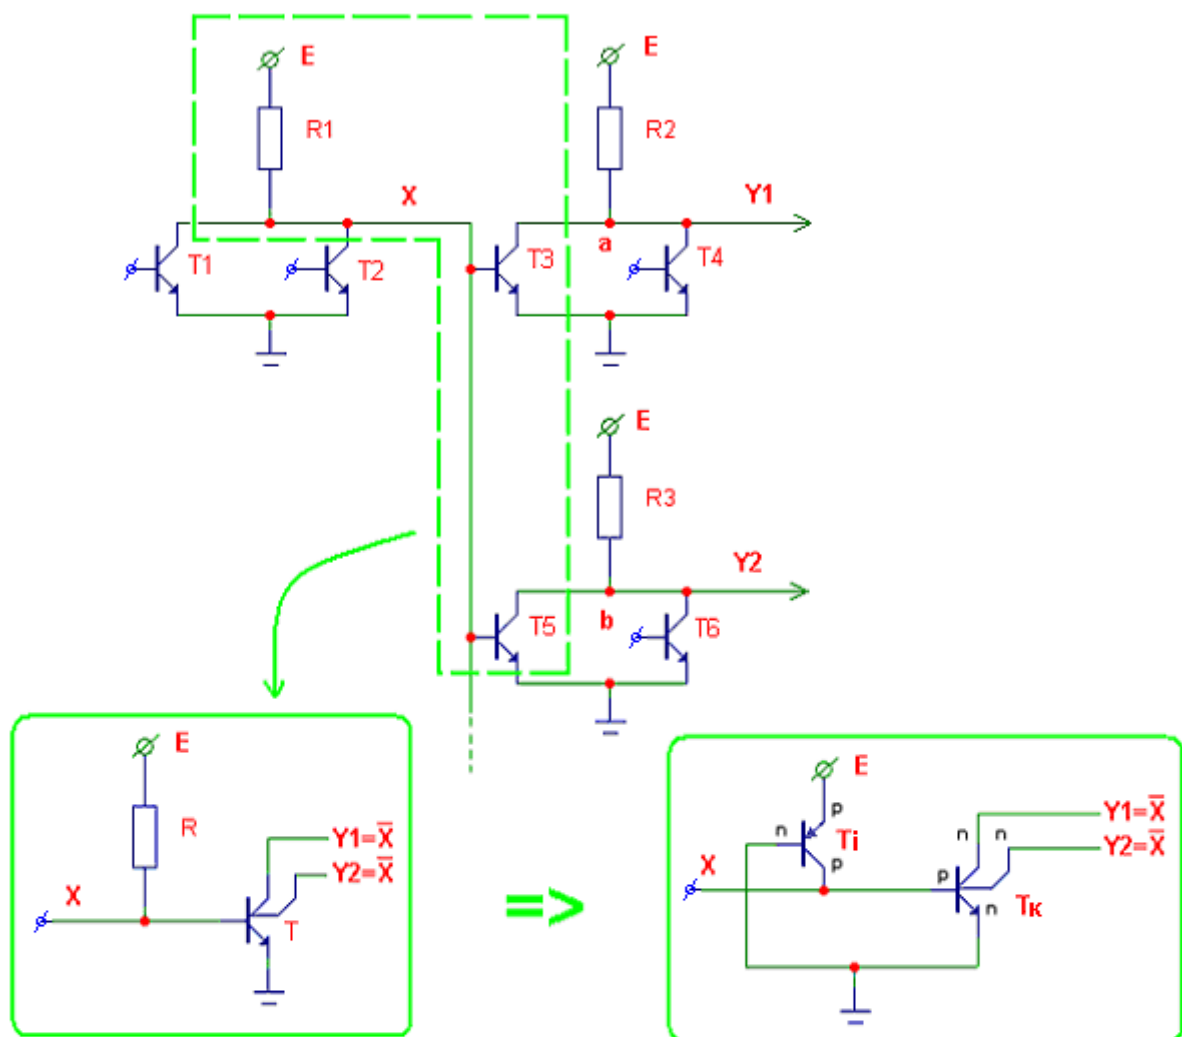 E
E
R1
R2
X
Y1
a
T1
T2
T3
T4
E
R3
Y2
b
T5
T6
E
R
Y1=X̅
Y2=X̅
X
T
=>
E
p
n
Ti
p
X
n
n
Y1=X̅
Y2=X̅
p
n
Tк